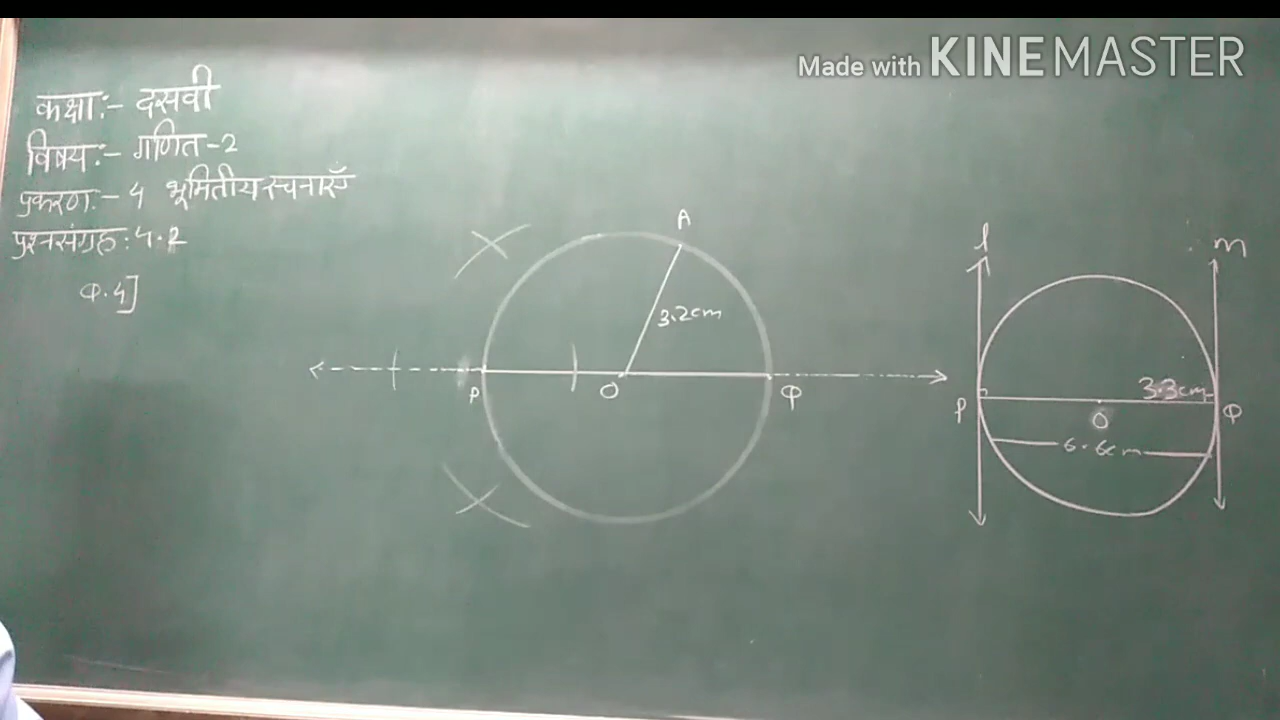 Made with KINEMASTER
कक्षा:- दसवी
विषय:- गणित-2
प्रकरण:- 4 भूमितीय रचनाएँ
प्रश्नसंग्रह: 4.2
Q.4]
A
3.2cm
P
O
Q
l
m
P
3.3cm
O
Q
6.6cm